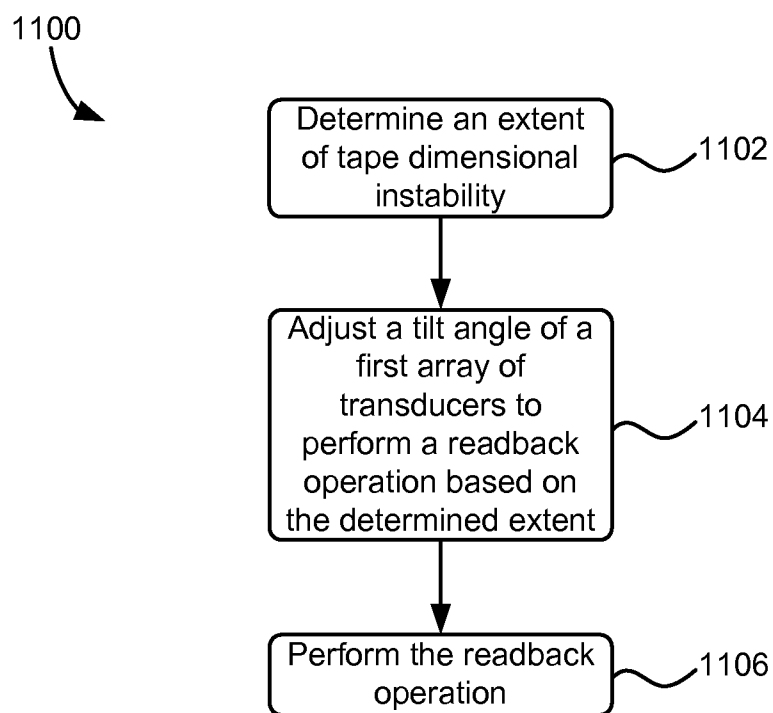 1100
Determine an extent
of tape dimensional
instability
1102
Adjust a tilt angle of a
first array of
transducers to
perform a readback
operation based on
the determined extent
1104
Perform the readback
operation
1106